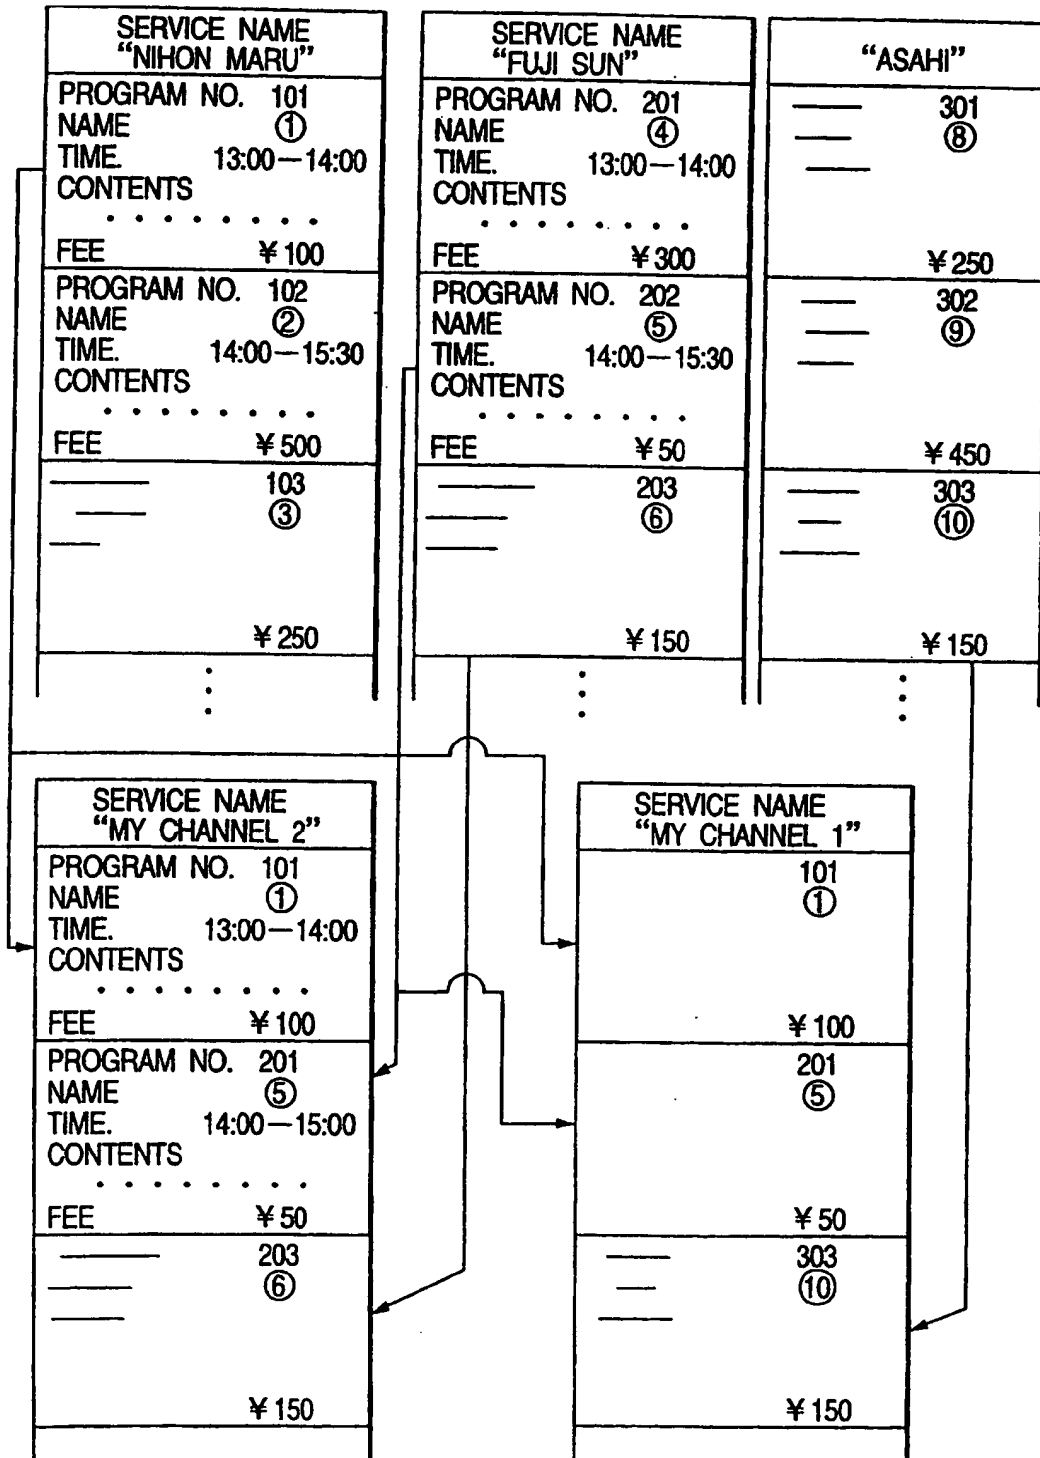 SERVICE NAME
“NIHON MARU”
PROGRAM NO. 101
NAME ①
TIME. 13:00—14:00
CONTENTS
. . . . . . . .
FEE ¥100
PROGRAM NO. 102
NAME ②
TIME. 14:00—15:30
CONTENTS
. . . . . . . .
FEE ¥500
103
③
¥250
SERVICE NAME
“FUJI SUN”
PROGRAM NO. 201
NAME ④
TIME. 13:00—14:00
CONTENTS
. . . . . . . .
FEE ¥300
PROGRAM NO. 202
NAME ⑤
TIME. 14:00—15:30
CONTENTS
. . . . . . . .
FEE ¥50
203
⑥
¥150
“ASAHI”
301
⑧
¥250
302
⑨
¥450
303
⑩
¥150
SERVICE NAME
“MY CHANNEL 2”
PROGRAM NO. 101
NAME ①
TIME. 13:00—14:00
CONTENTS
. . . . . . . .
FEE ¥100
PROGRAM NO. 201
NAME ⑤
TIME. 14:00—15:00
CONTENTS
. . . . . . . .
FEE ¥50
203
⑥
¥150
SERVICE NAME
“MY CHANNEL 1”
101
①
¥100
201
⑤
¥50
303
⑩
¥150